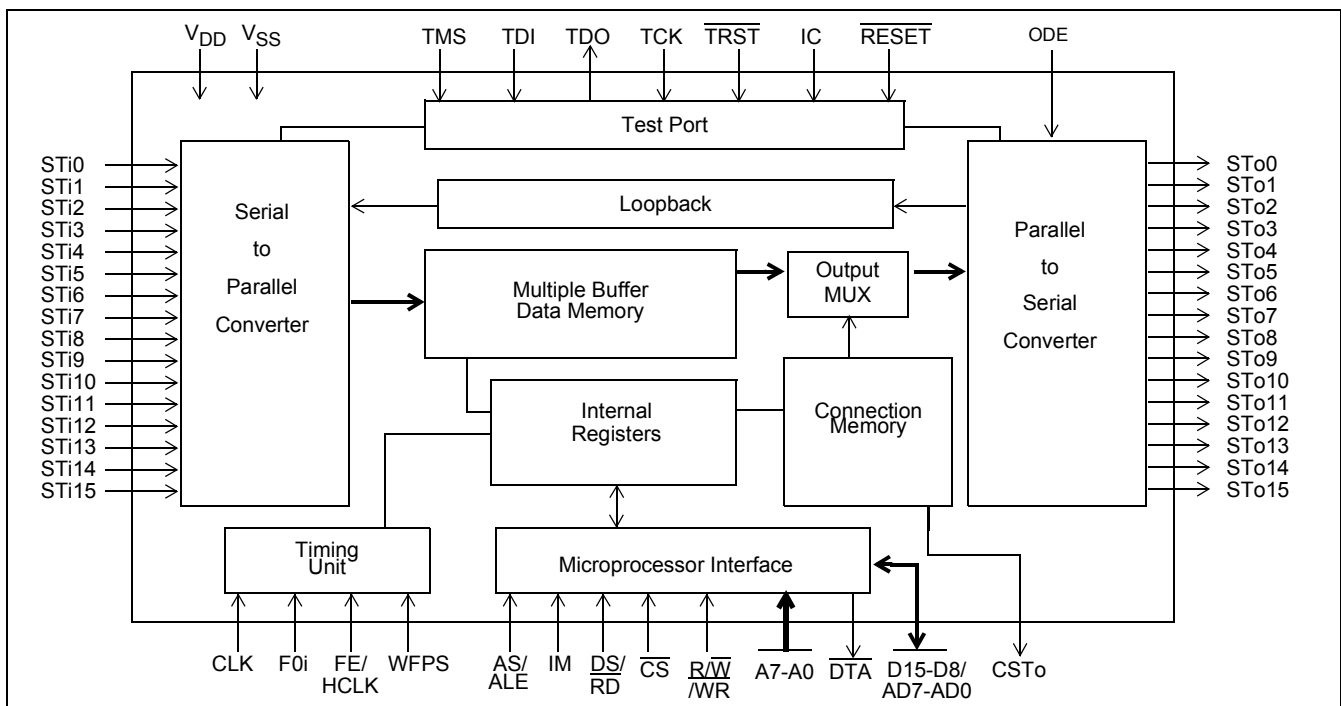 VDD VSS TMS TDI TDO TCK TRST IC RESET ODE
Test Port
STi0
STi1
STi2
STi3
STi4
STi5
STi6
STi7
STi8
STi9
STi10
STi11
STi12
STi13
STi14
STi15
Serial
to
Parallel
Converter
Loopback
Multiple Buffer
Data Memory
Output
MUX
Internal
Registers
Connection
Memory
Parallel
to
Serial
Converter
STo0
STo1
STo2
STo3
STo4
STo5
STo6
STo7
STo8
STo9
STo10
STo11
STo12
STo13
STo14
STo15
Timing
Unit
Microprocessor Interface
CLK
F0i
FE/
HCLK
WFPS
AS/
ALE
IM
DS/
RD
CS
R/W
/WR
A7-A0
DTA
D15-D8/
AD7-AD0
CSTo